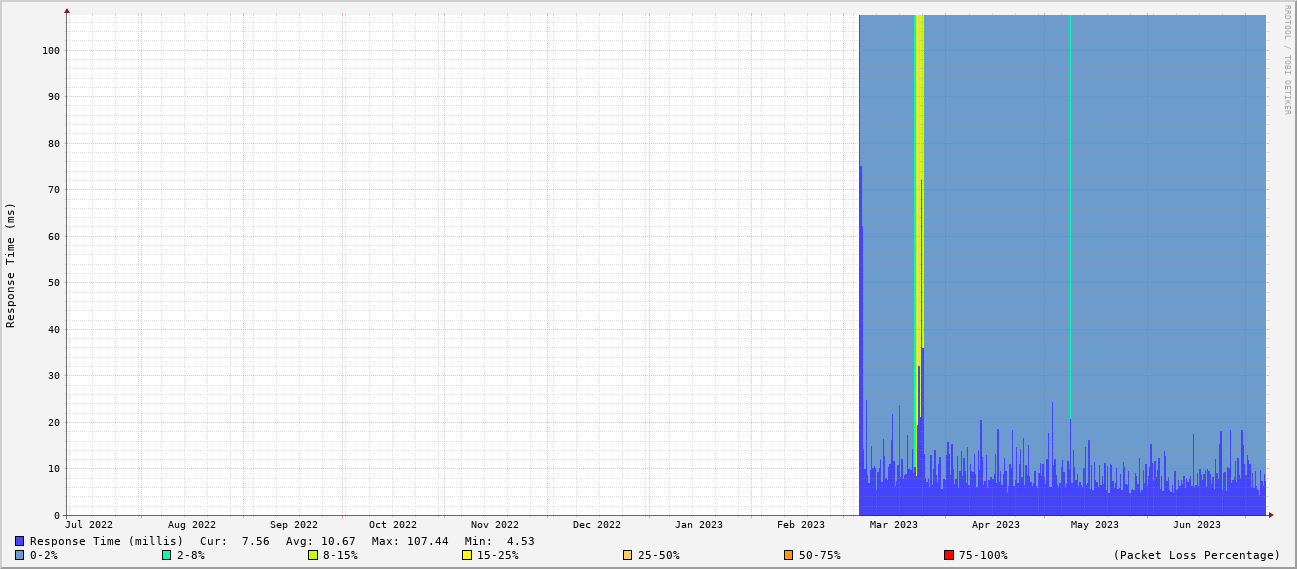 RRDTOOL / TOBI OETIKER
Response Time (ms)
100
90
80
70
60
50
40
30
20
10
0
Jul 2022 Aug 2022 Sep 2022 Oct 2022 Nov 2022 Dec 2022 Jan 2023 Feb 2023 Mar 2023 Apr 2023 May 2023 Jun 2023
Response Time (millis) Cur: 7.56 Avg: 10.67 Max: 107.44 Min: 4.53
0-2% 2-8% 8-15% 15-25% 25-50% 50-75% 75-100% (Packet Loss Percentage)